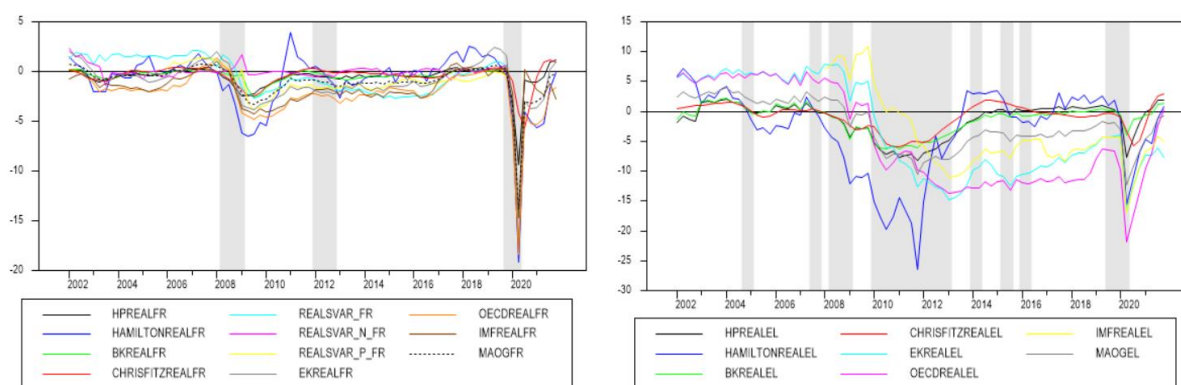 5
0
-5
-10
-15
-20
2002 2004 2006 2008 2010 2012 2014 2016 2018 2020
HPREALFR REALSVAR_FR OECDREALFR
HAMILTONREALFR REALSVAR_N_FR IMFREALFR
BKREALFR REALSVAR_P_FR MAOGFR
CHRISFITZREALFR EKREALFR
15
10
5
0
-5
-10
-15
-20
-25
-30
2002 2004 2006 2008 2010 2012 2014 2016 2018 2020
HPREALEL CHRISFITZREALEL IMFREALEL
HAMILTONREALEL EKREALEL MAOGEL
BKREALEL OECDREALEL